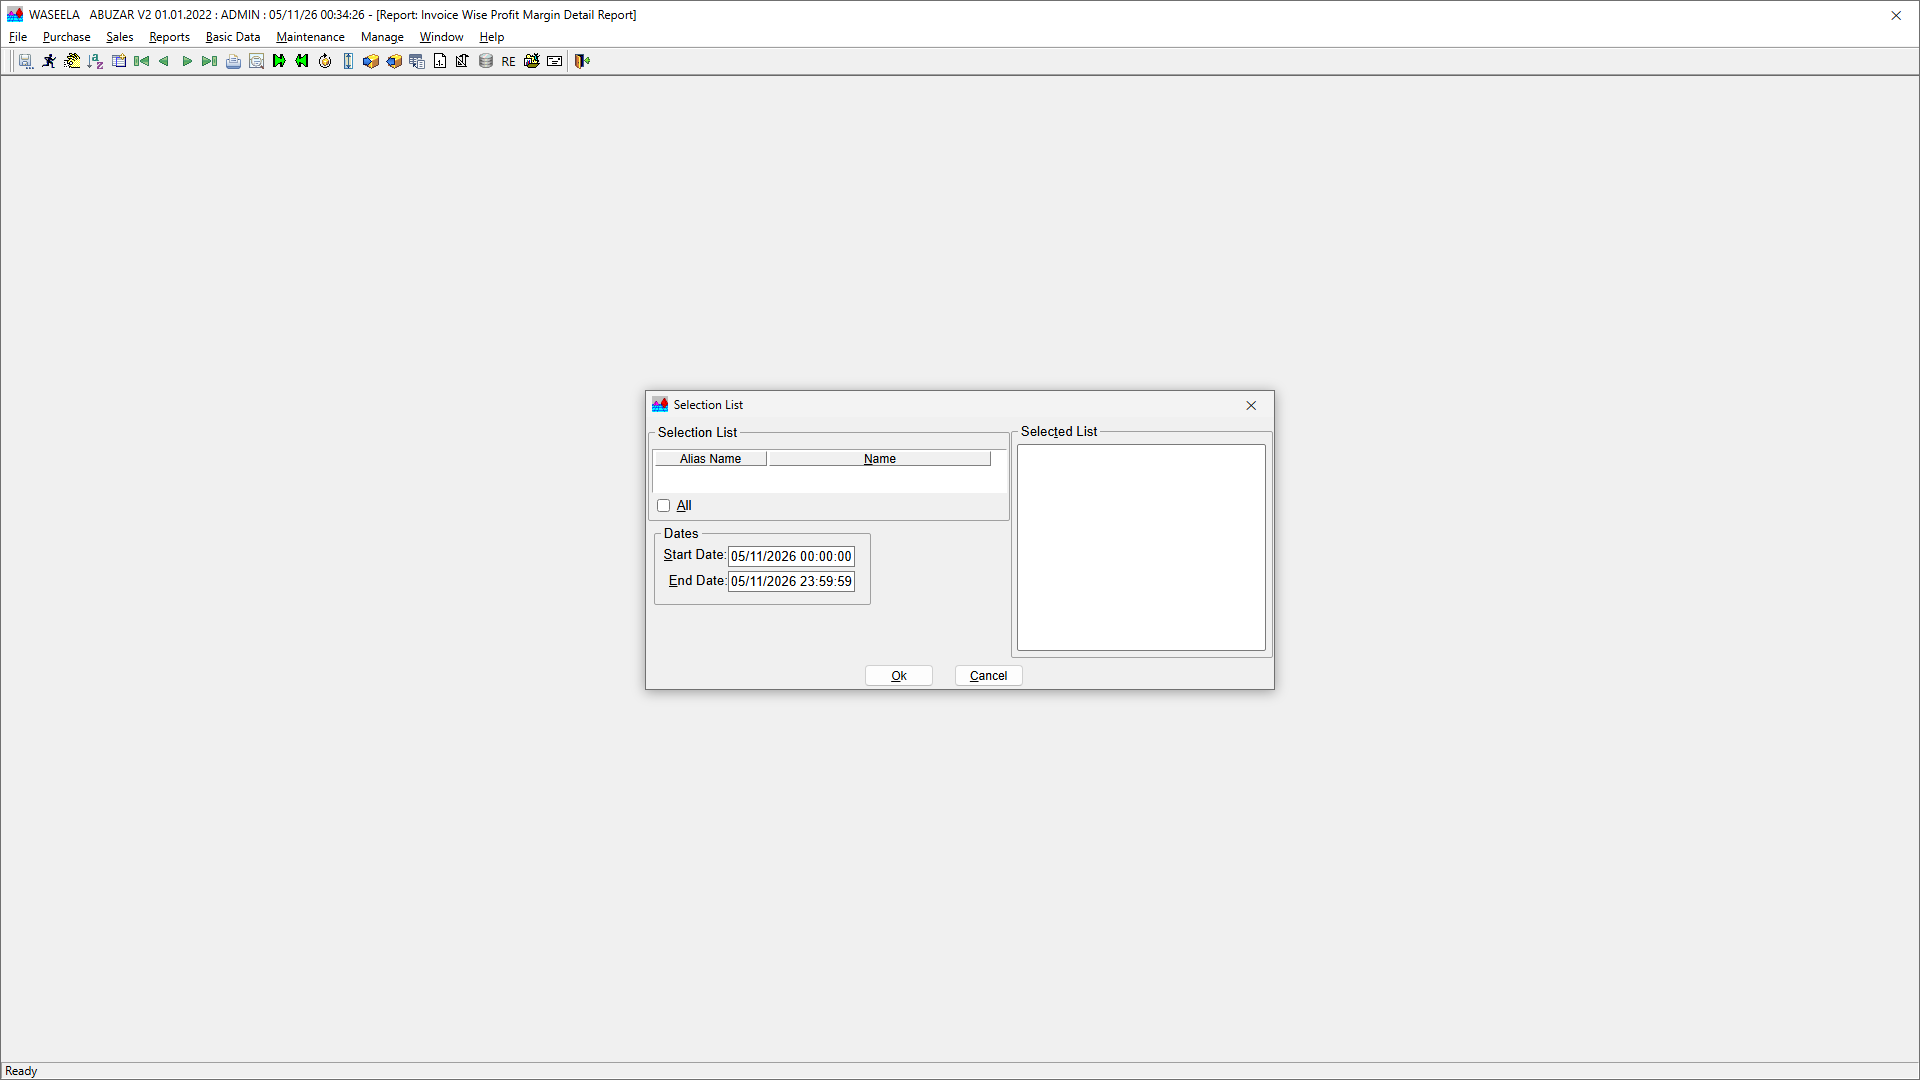 WASEELA   ABUZAR V2 01.01.2022 : ADMIN : 05/11/26 00:34:26 - [Report: Invoice Wise Profit Margin Detail Report]
File Purchase Sales Reports Basic Data Maintenance Manage Window Help
RE
Selection List
Selection List
Selected List
Alias Name Name
All
Dates
Start Date: 05/11/2026 00:00:00
End Date: 05/11/2026 23:59:59
Ok Cancel
Ready